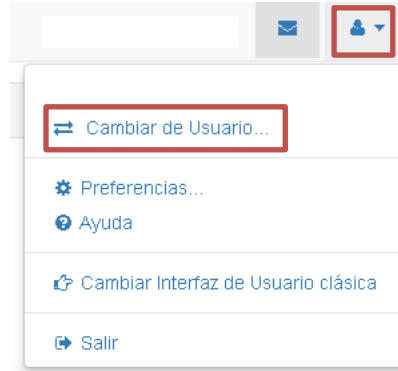 Cambiar de Usuario...
Preferencias...
Ayuda
Cambiar Interfaz de Usuario clásica
Salir